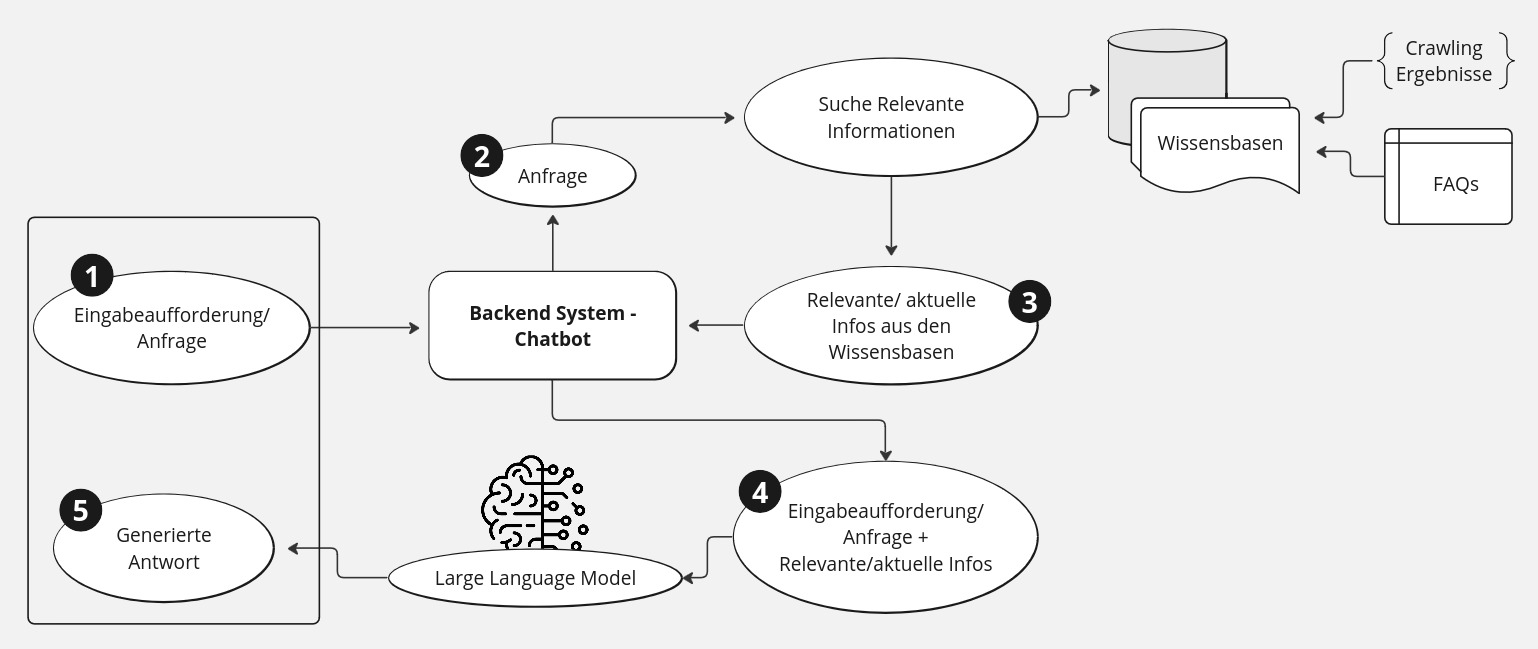 Crawling
Ergebnisse
Suche Relevante
Informationen
Wissensbasen
2
Anfrage
FAQs
1
Eingabeaufforderung/
Anfrage
Backend System -
Chatbot
3
Relevante/ aktuelle
Infos aus den
Wissensbasen
4
Eingabeaufforderung/
Anfrage +
Relevante/aktuelle Infos
5
Generierte
Antwort
Large Language Model